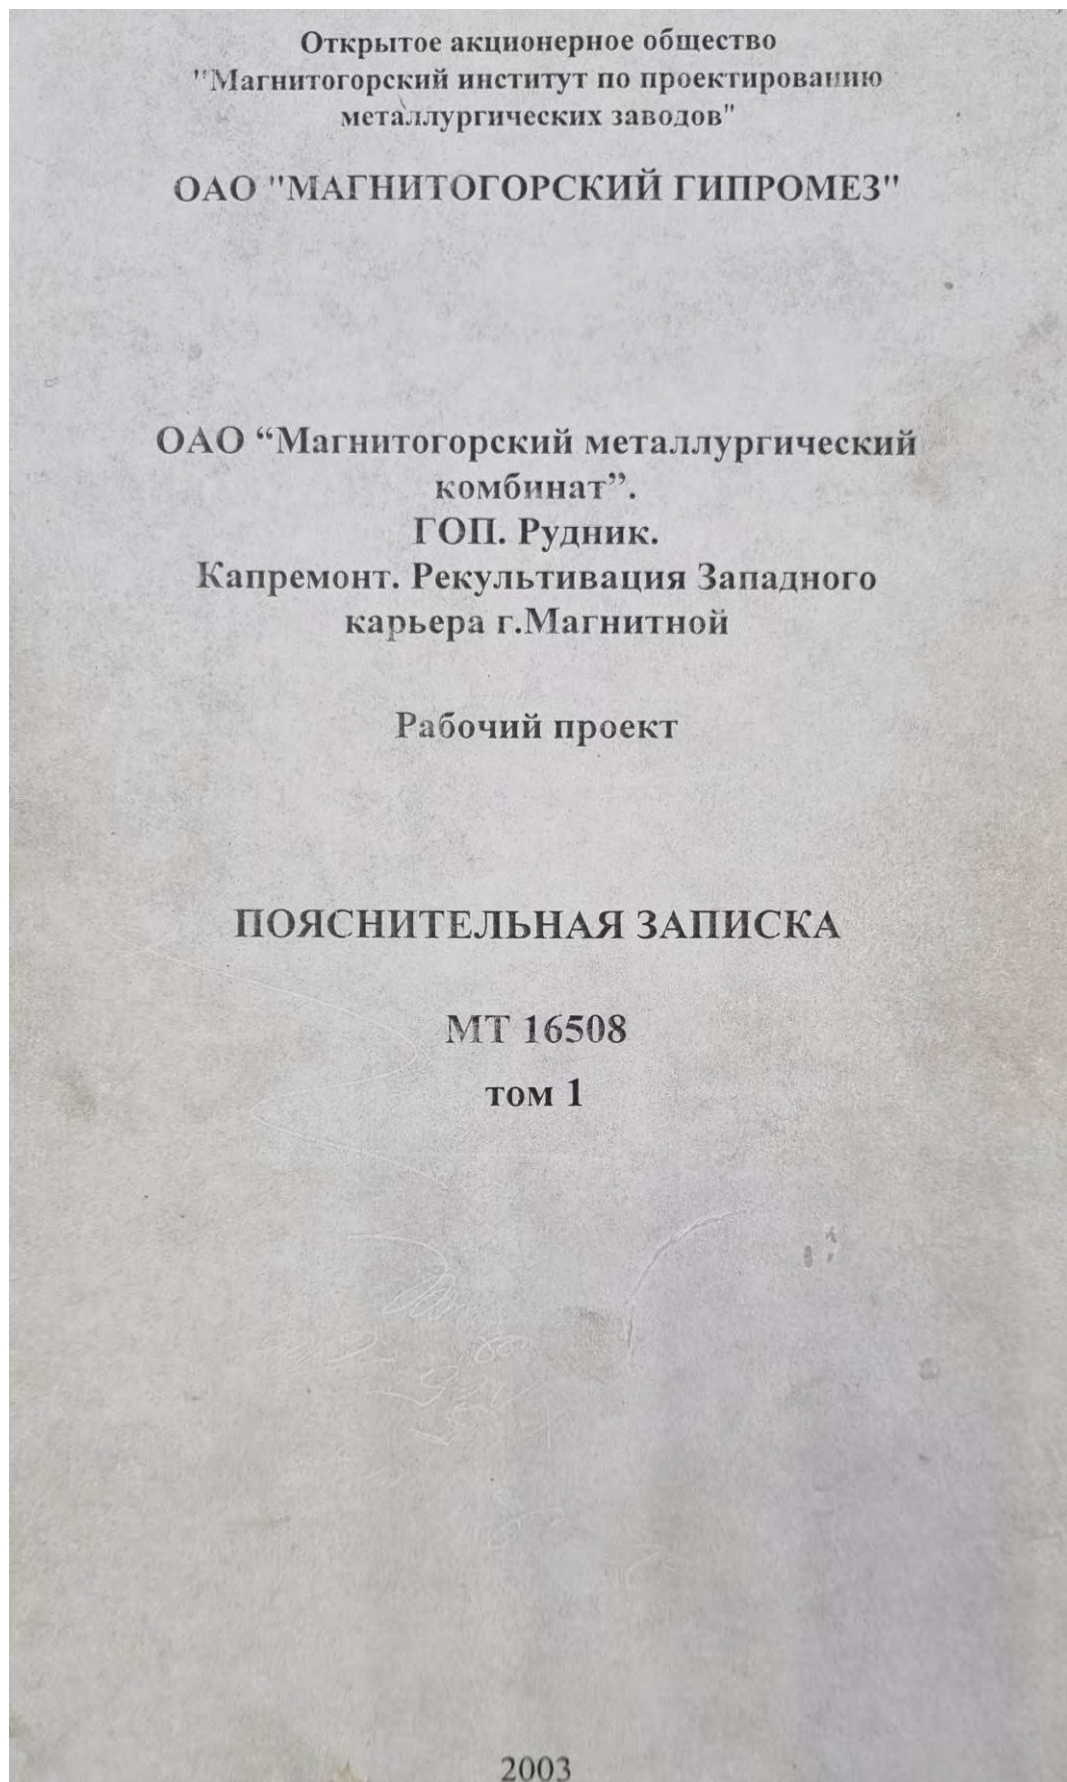 Открытое акционерное общество
"Магнитогорский институт по проектированию
металлургических заводов"
ОАО "МАГНИТОГОРСКИЙ ГИПРОМЕЗ"
ОАО “Магнитогорский металлургический
комбинат”.
ГОП. Рудник.
Капремонт. Рекультивация Западного
карьера г.Магнитной
Рабочий проект
ПОЯСНИТЕЛЬНАЯ ЗАПИСКА
МТ 16508
том 1
2003